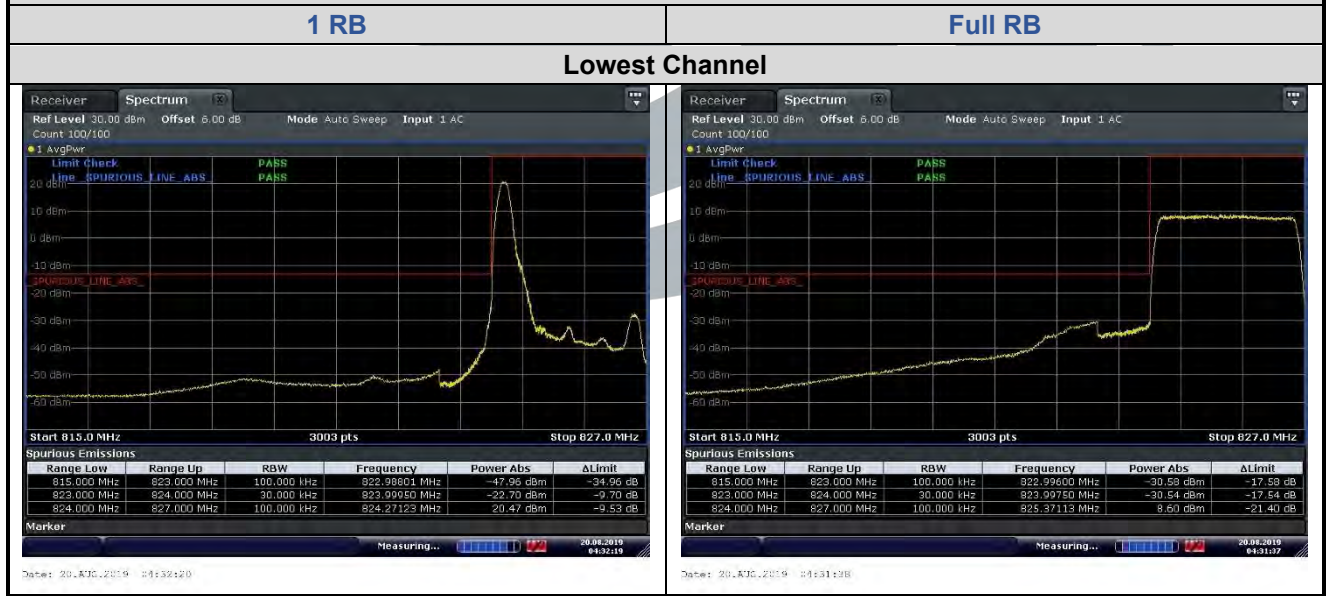 1 RB
Full RB
Lowest Channel
Receiver Spectrum
Ref Level 30.00 dBm Offset 6.00 dB Mode Auto Sweep Input 1 AC
Count 100/100
1 AvgPwr
Limit Check PASS
Line _SPURIOUS_LINE_ABS_ PASS
20 dBm
10 dBm
0 dBm
-10 dBm
_SPURIOUS_LINE_ABS_
-20 dBm
-30 dBm
-40 dBm
-50 dBm
-60 dBm
Start 815.0 MHz 3003 pts Stop 827.0 MHz
Spurious Emissions
Range Low Range Up RBW Frequency Power Abs ΔLimit
815.000 MHz 823.000 MHz 100.000 kHz 822.98801 MHz -47.96 dBm -34.96 dB
823.000 MHz 824.000 MHz 30.000 kHz 823.99950 MHz -22.70 dBm -9.70 dB
824.000 MHz 827.000 MHz 100.000 kHz 824.27123 MHz 20.47 dBm -9.53 dB
Marker
Measuring... 20.08.2019
04:32:19
Date: 20.AUG.2019 04:32:20
Receiver Spectrum
Ref Level 30.00 dBm Offset 6.00 dB Mode Auto Sweep Input 1 AC
Count 100/100
1 AvgPwr
Limit Check PASS
Line _SPURIOUS_LINE_ABS_ PASS
20 dBm
10 dBm
0 dBm
-10 dBm
_SPURIOUS_LINE_ABS_
-20 dBm
-30 dBm
-40 dBm
-50 dBm
-60 dBm
Start 815.0 MHz 3003 pts Stop 827.0 MHz
Spurious Emissions
Range Low Range Up RBW Frequency Power Abs ΔLimit
815.000 MHz 823.000 MHz 100.000 kHz 822.99600 MHz -30.58 dBm -17.58 dB
823.000 MHz 824.000 MHz 30.000 kHz 823.99750 MHz -30.54 dBm -17.54 dB
824.000 MHz 827.000 MHz 100.000 kHz 825.37113 MHz 8.60 dBm -21.40 dB
Marker
Measuring... 20.08.2019
04:31:37
Date: 20.AUG.2019 04:31:38